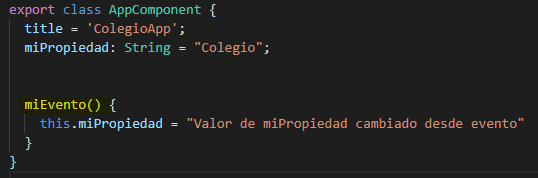 export class AppComponent {
title = 'ColegioApp';
miPropiedad: String = "Colegio";
miEvento() {
this.miPropiedad = "Valor de miPropiedad cambiado desde evento"
}
}